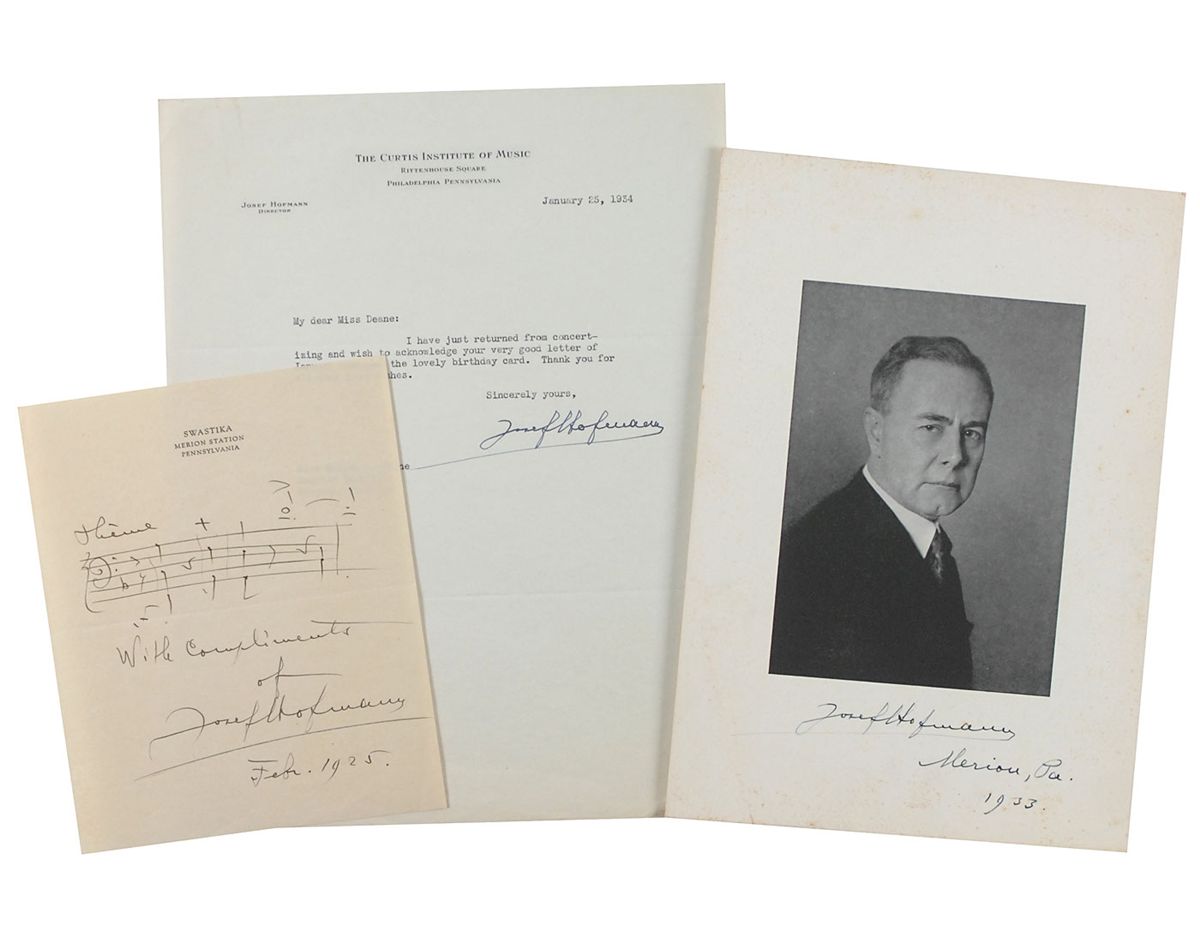 THE CURTIS INSTITUTE OF MUSIC
RITTENHOUSE SQUARE
PHILADELPHIA PENNSYLVANIA
JOSEF HOFMANN
DIRECTOR
January 25, 1934
My dear Miss Deane:
I have just returned from concert-
izing and wish to acknowledge your very good letter of
the lovely birthday card. Thank you for
Sincerely yours,
Josef Hofmann
SWASTIKA
MERION STATION
PENNSYLVANIA
thème
With Compliments
of
Josef Hofmann
Febr. 1925.
Josef Hofmann
Merion, Pa.
1933.